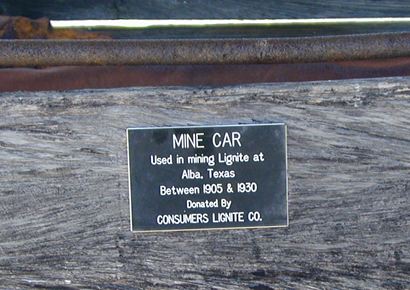 MINE CAR
Used in mining Lignite at
Alba, Texas
Between 1905 & 1930
Donated By
CONSUMERS LIGNITE CO.